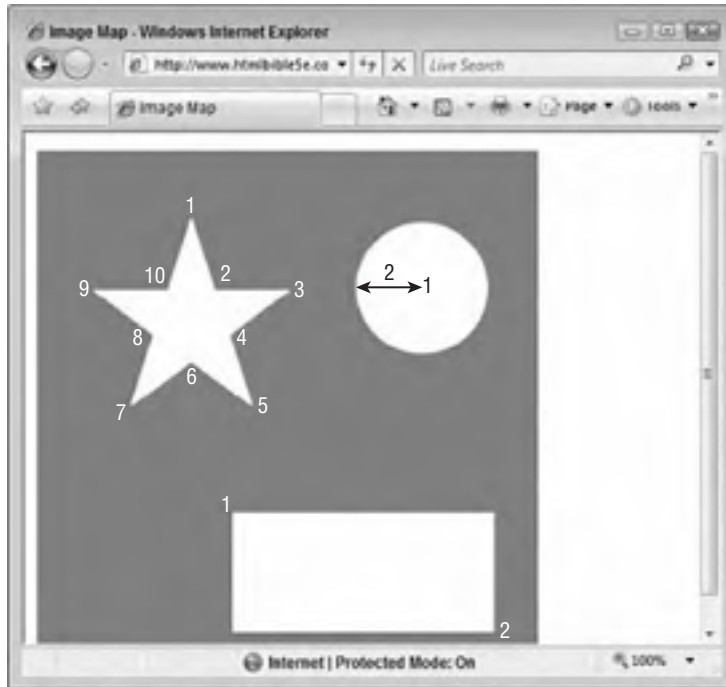 Image Map - Windows Internet Explorer
http://www.htmlbible5e.co
Live Search
Image Map
Page
Tools
1
10 2
9 3
8 4
6
7 5
2 1
1
2
Internet | Protected Mode: On
100%